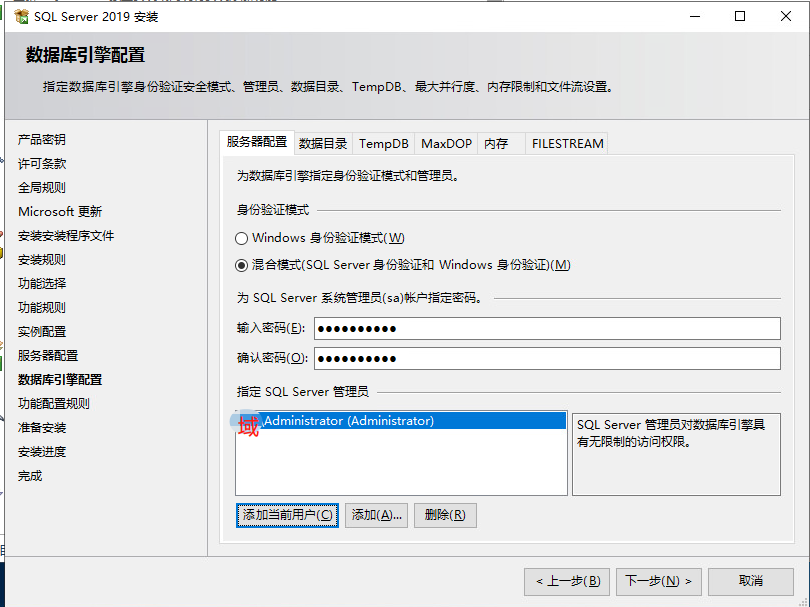 SQL Server 2019 安装
数据库引擎配置
指定数据库引擎身份验证安全模式、管理员、数据目录、TempDB、最大并行度、内存限制和文件流设置。
产品密钥
许可条款
全局规则
Microsoft 更新
安装安装程序文件
安装规则
功能选择
功能规则
实例配置
服务器配置
数据库引擎配置
功能配置规则
准备安装
安装进度
完成
服务器配置 数据目录 TempDB MaxDOP 内存 FILESTREAM
为数据库引擎指定身份验证模式和管理员。
身份验证模式
Windows 身份验证模式(W)
混合模式(SQL Server 身份验证和 Windows 身份验证)(M)
为 SQL Server 系统管理员(sa)帐户指定密码。
输入密码(E): ●●●●●●●●●●
确认密码(O): ●●●●●●●●●●
指定 SQL Server 管理员
域\Administrator (Administrator)
SQL Server 管理员对数据库引擎具
有无限制的访问权限。
添加当前用户(C) 添加(A)... 删除(R)
< 上一步(B) 下一步(N) > 取消